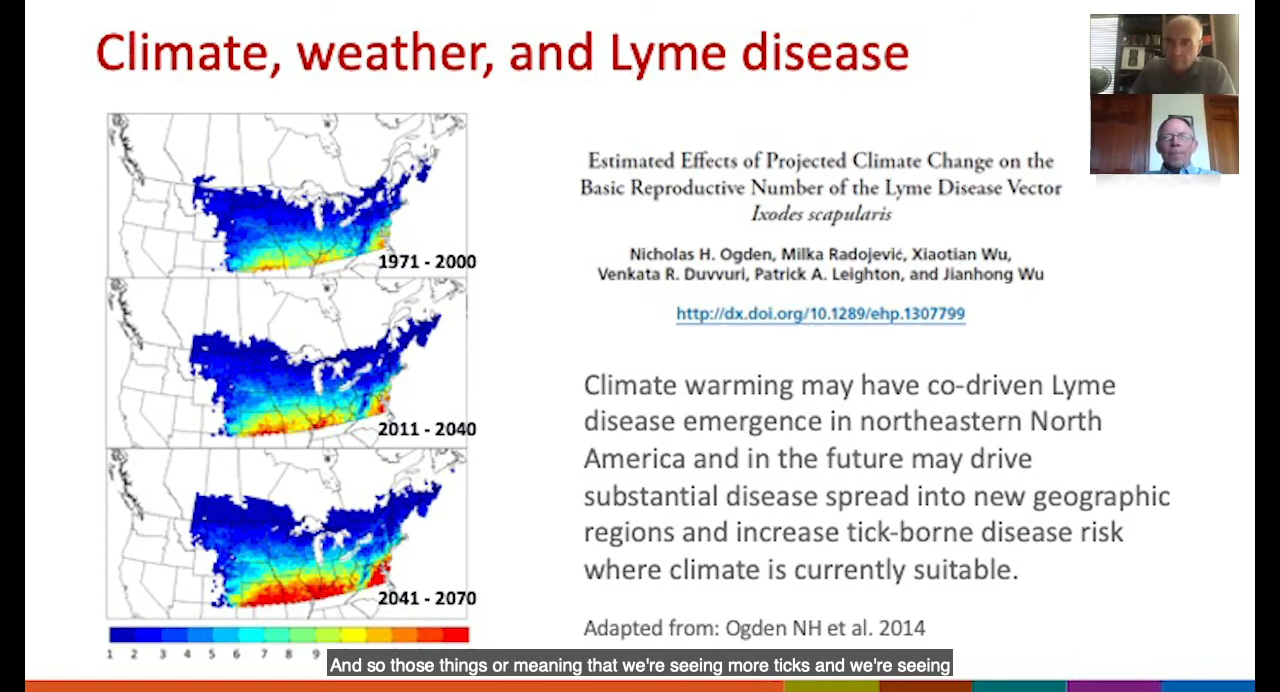 Climate, weather, and Lyme disease
1971 - 2000
2011 - 2040
2041 - 2070
1 2 3 4 5 6 7 8 9
Estimated Effects of Projected Climate Change on the
Basic Reproductive Number of the Lyme Disease Vector
Ixodes scapularis
Nicholas H. Ogden, Milka Radojević, Xiaotian Wu,
Venkata R. Duvvuri, Patrick A. Leighton, and Jianhong Wu
http://dx.doi.org/10.1289/ehp.1307799
Climate warming may have co-driven Lyme
disease emergence in northeastern North
America and in the future may drive
substantial disease spread into new geographic
regions and increase tick-borne disease risk
where climate is currently suitable.
Adapted from: Ogden NH et al. 2014
And so those things or meaning that we're seeing more ticks and we're seeing